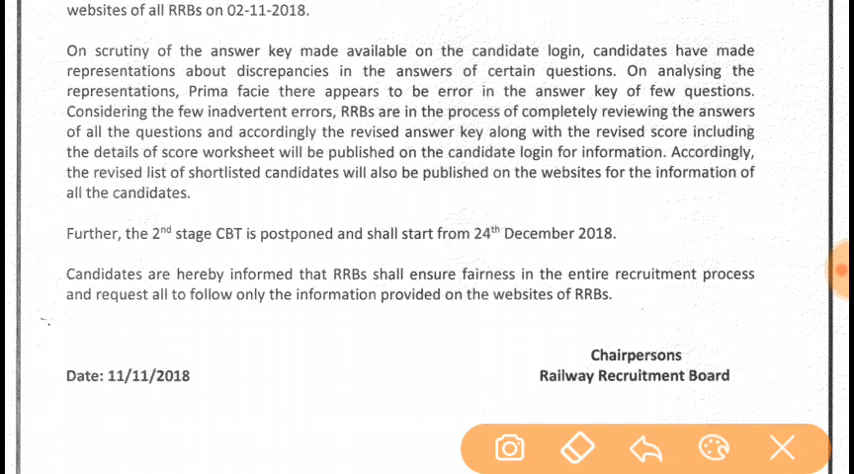 websites of all RRBs on 02-11-2018.
On scrutiny of the answer key made available on the candidate login, candidates have made
representations about discrepancies in the answers of certain questions. On analysing the
representations, Prima facie there appears to be error in the answer key of few questions.
Considering the few inadvertent errors, RRBs are in the process of completely reviewing the answers
of all the questions and accordingly the revised answer key along with the revised score including
the details of score worksheet will be published on the candidate login for information. Accordingly,
the revised list of shortlisted candidates will also be published on the websites for the information of
all the candidates.
Further, the 2nd stage CBT is postponed and shall start from 24th December 2018.
Candidates are hereby informed that RRBs shall ensure fairness in the entire recruitment process
and request all to follow only the information provided on the websites of RRBs.
Chairpersons
Date: 11/11/2018 Railway Recruitment Board